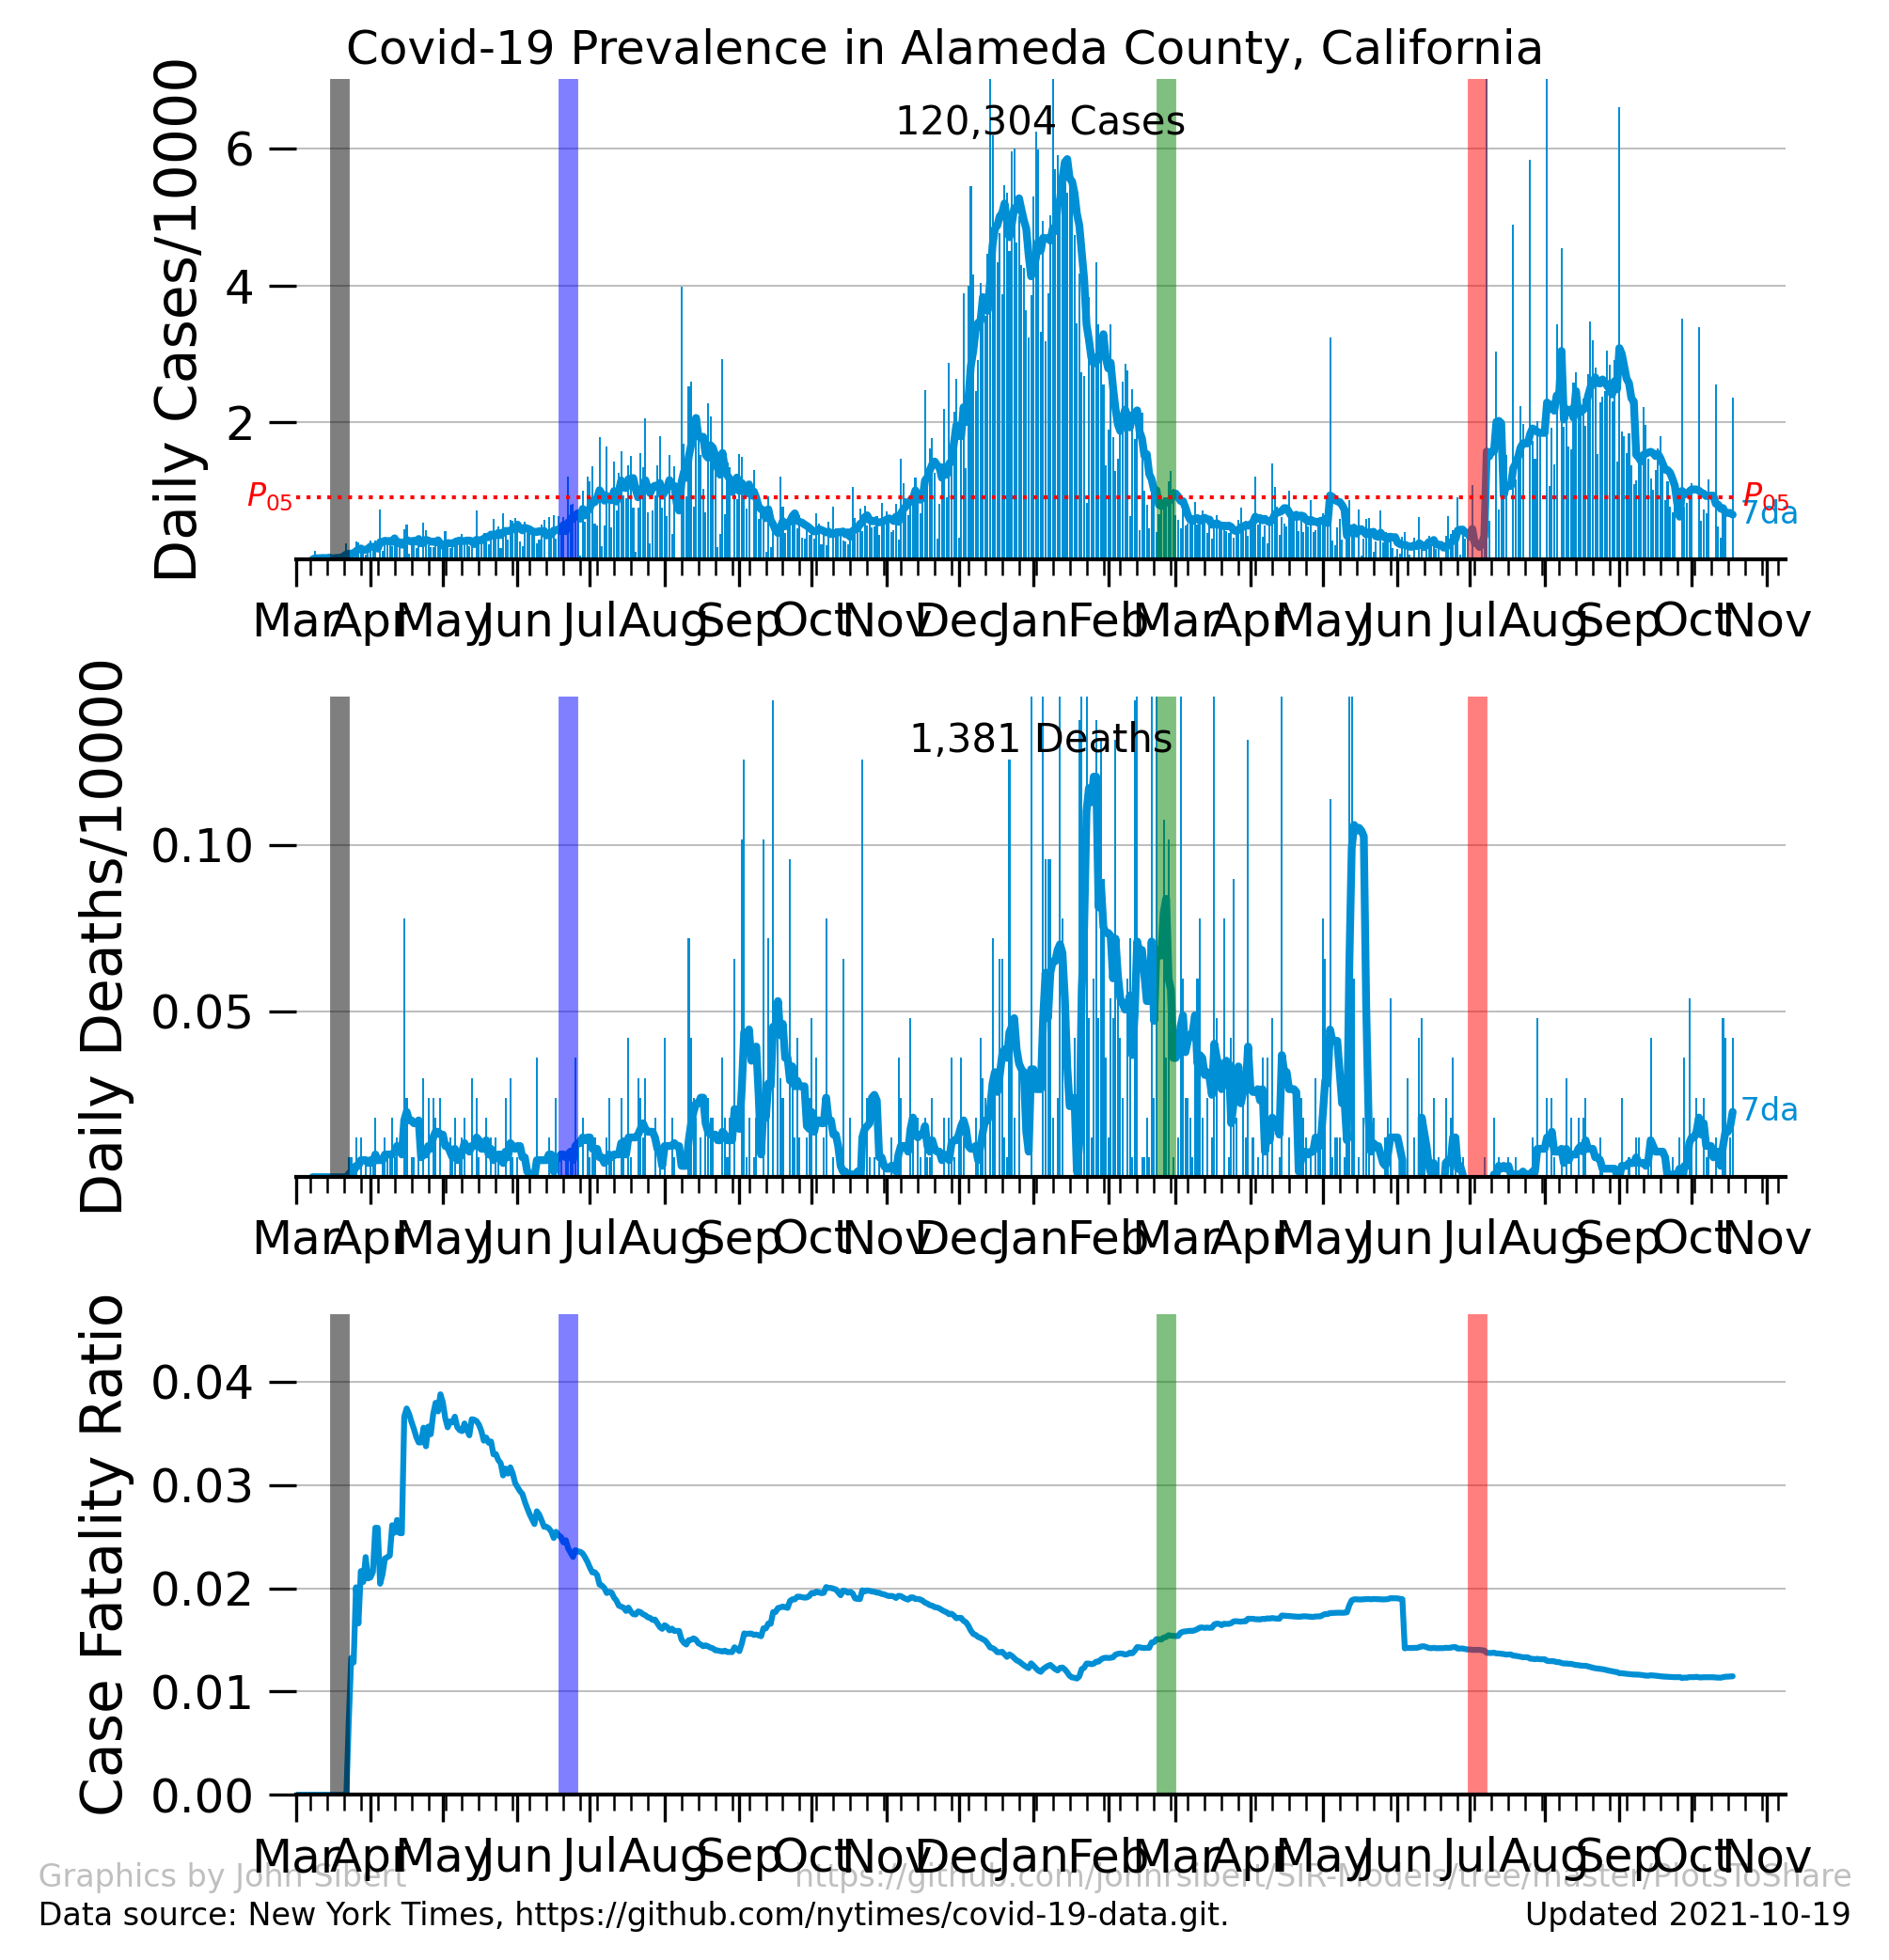 Covid-19 Prevalence in Alameda County, California
120,304 Cases
Daily Cases/10000
6
4
2
P05
P05
7da
Mar Apr May Jun Jul Aug Sep Oct Nov Dec Jan Feb Mar Apr May Jun Jul Aug Sep Oct Nov
1,381 Deaths
Daily Deaths/10000
0.10
0.05
7da
Mar Apr May Jun Jul Aug Sep Oct Nov Dec Jan Feb Mar Apr May Jun Jul Aug Sep Oct Nov
Case Fatality Ratio
0.04
0.03
0.02
0.01
0.00
Mar Apr May Jun Jul Aug Sep Oct Nov Dec Jan Feb Mar Apr May Jun Jul Aug Sep Oct Nov
Graphics by John Sibert
https://github.com/johnrsibert/SIR-Models/tree/master/PlotsToShare
Data source: New York Times, https://github.com/nytimes/covid-19-data.git.
Updated 2021-10-19